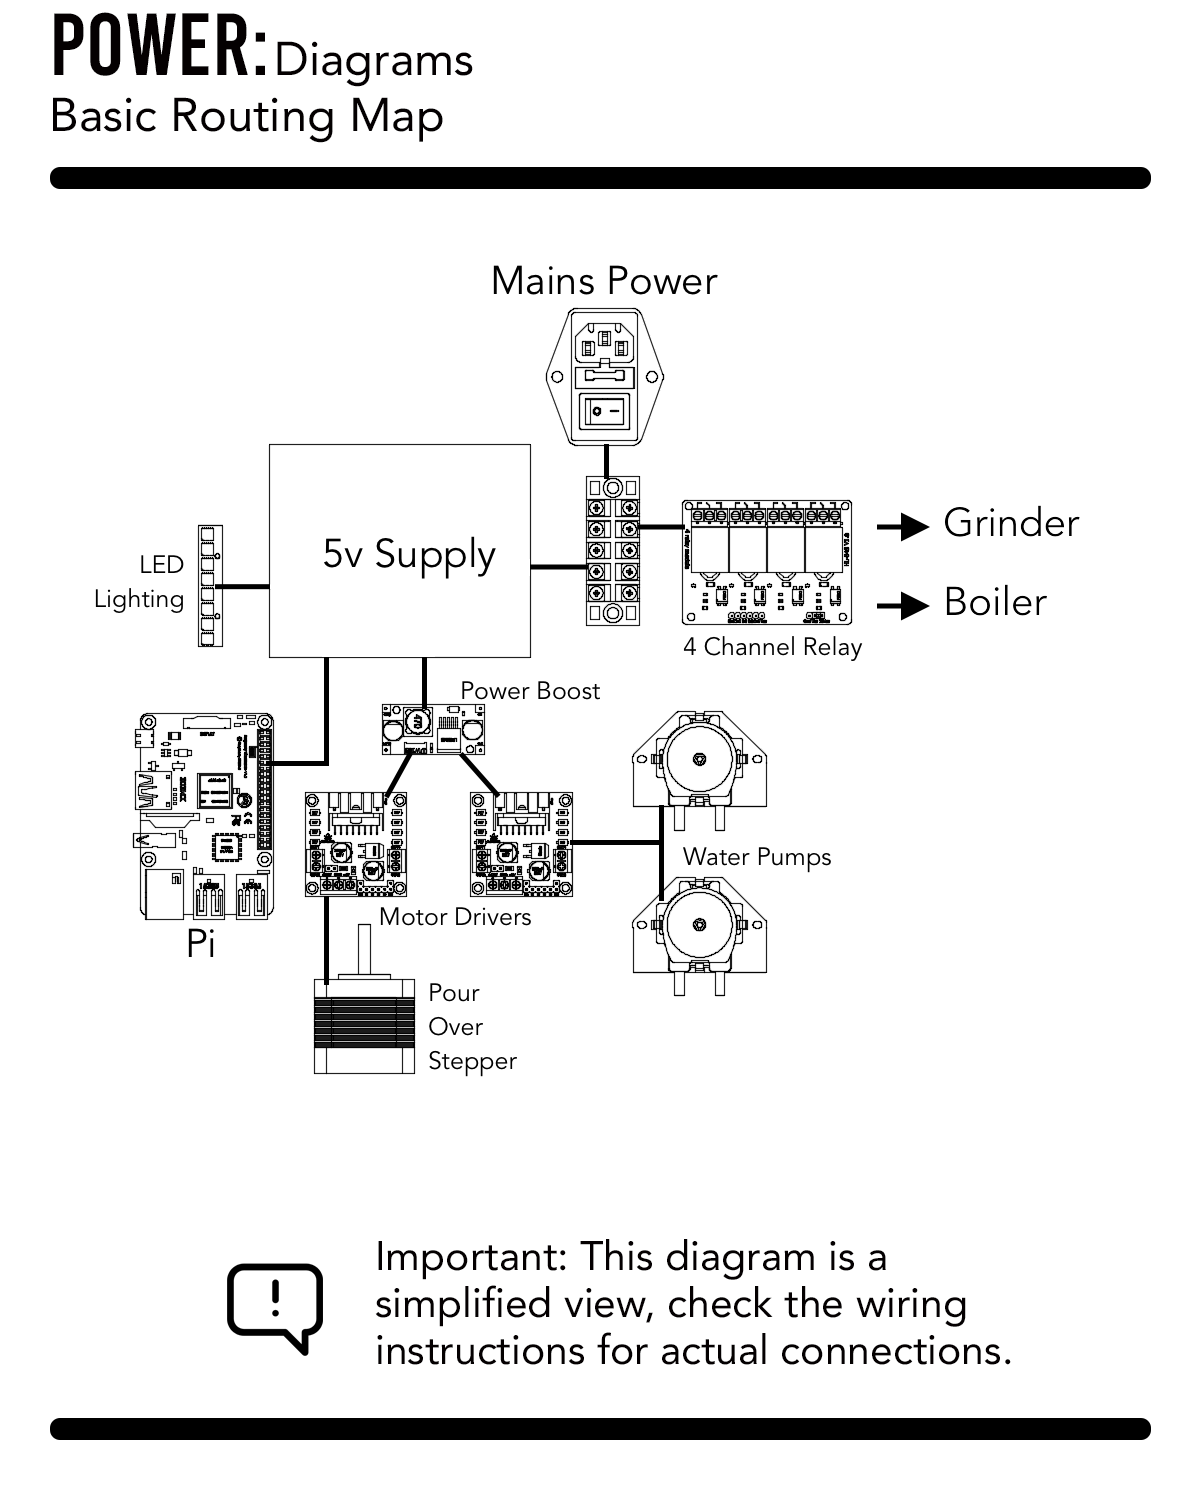 POWER: Diagrams
Basic Routing Map
Mains Power
5v Supply
LED
Lighting
Grinder
Boiler
4 Channel Relay
Power Boost
470
Water Pumps
Motor Drivers
Pi
Pour
Over
Stepper
!
Important: This diagram is a
simplified view, check the wiring
instructions for actual connections.